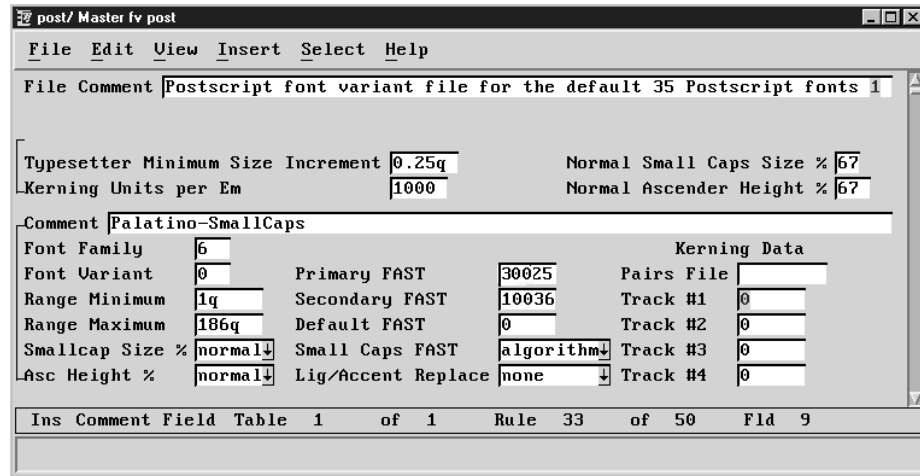 post/ Master fv post
File Edit View Insert Select Help
File Comment Postscript font variant file for the default 35 Postscript fonts 1
Typesetter Minimum Size Increment 0.25q Normal Small Caps Size % 67
Kerning Units per Em 1000 Normal Ascender Height % 67
Comment Palatino-SmallCaps
Font Family 6 Kerning Data
Font Variant 0 Primary FAST 30025 Pairs File
Range Minimum 1q Secondary FAST 10036 Track #1 0
Range Maximum 186q Default FAST 0 Track #2 0
Smallcap Size % normal Small Caps FAST algorithm Track #3 0
Asc Height % normal Lig/Accent Replace none Track #4 0
Ins Comment Field Table 1 of 1 Rule 33 of 50 Fld 9